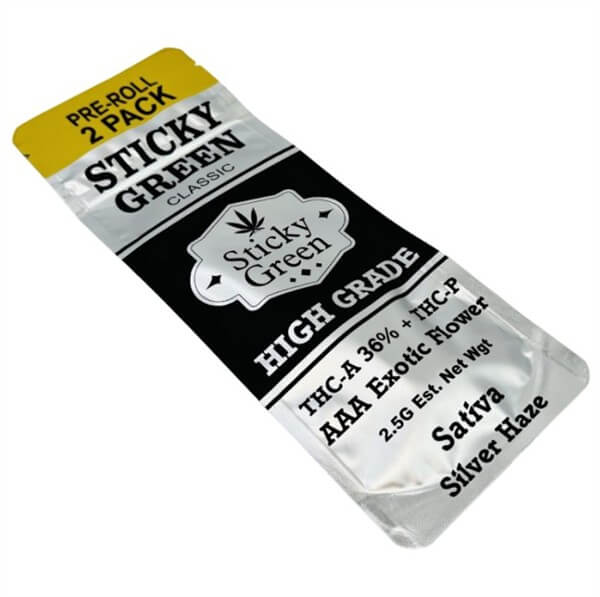 PRE-ROLL
2 PACK
STICKY
GREEN
CLASSIC
Sticky
Green
HIGH GRADE
THC-A 36% + THC-P
AAA Exotic Flower
2.5G Est. Net Wgt
Sativa
Silver Haze